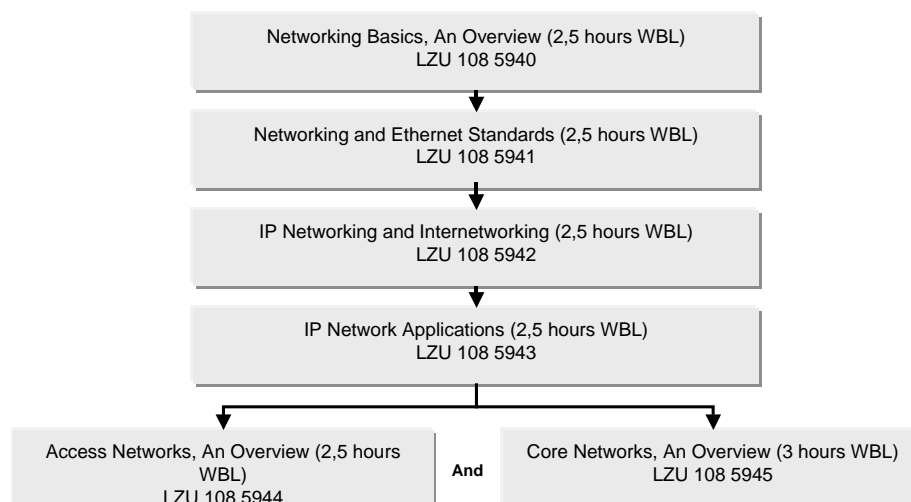 Networking Basics, An Overview (2,5 hours WBL)
LZU 108 5940
Networking and Ethernet Standards (2,5 hours WBL)
LZU 108 5941
IP Networking and Internetworking (2,5 hours WBL)
LZU 108 5942
IP Network Applications (2,5 hours WBL)
LZU 108 5943
Access Networks, An Overview (2,5 hours
WBL)
LZU 108 5944
And
Core Networks, An Overview (3 hours WBL)
LZU 108 5945